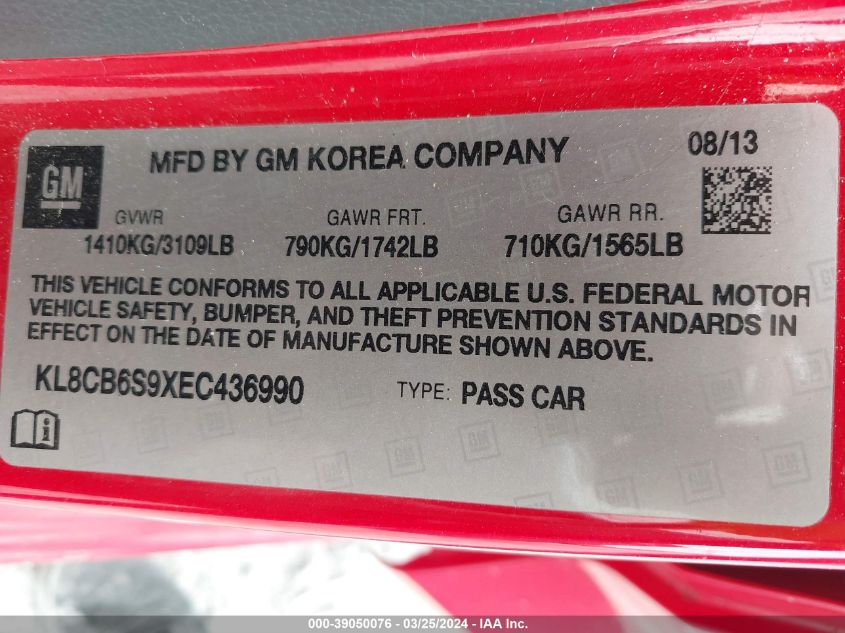 GM
MFD BY GM KOREA COMPANY
08/13
GVWR GAWR FRT. GAWR RR.
1410KG/3109LB 790KG/1742LB 710KG/1565LB
THIS VEHICLE CONFORMS TO ALL APPLICABLE U.S. FEDERAL MOTOR
VEHICLE SAFETY, BUMPER, AND THEFT PREVENTION STANDARDS IN
EFFECT ON THE DATE OF MANUFACTURE SHOWN ABOVE.
KL8CB6S9XEC436990 TYPE: PASS CAR
000-39050076 - 03/25/2024 - IAA Inc.